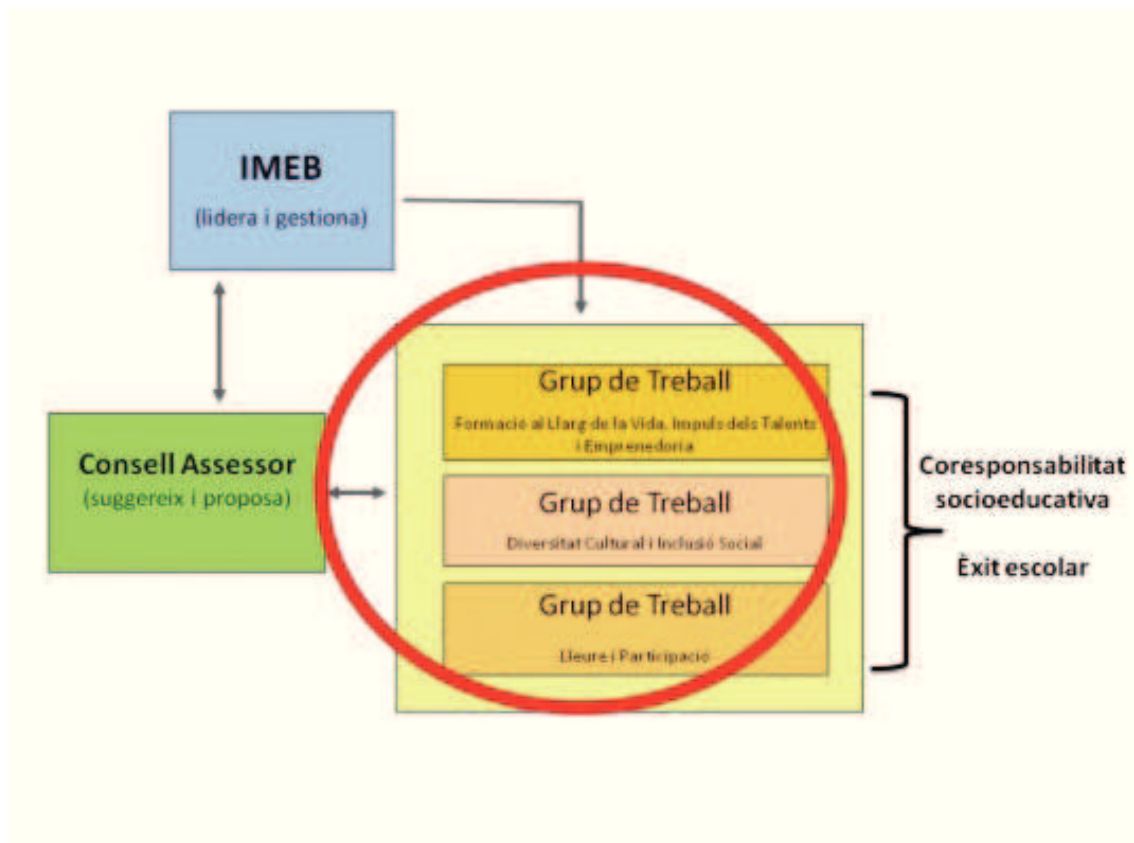 IMEB
(lidera i gestiona)
Consell Assessor
(suggereix i proposa)
Grup de Treball
Formació al Llarg de la Vida, Impuls dels Talents
i Emprenedoria
Grup de Treball
Diversitat Cultural i Inclusió Social
Grup de Treball
Lleure i Participació
Coresponsabilitat
socioeducativa
Èxit escolar